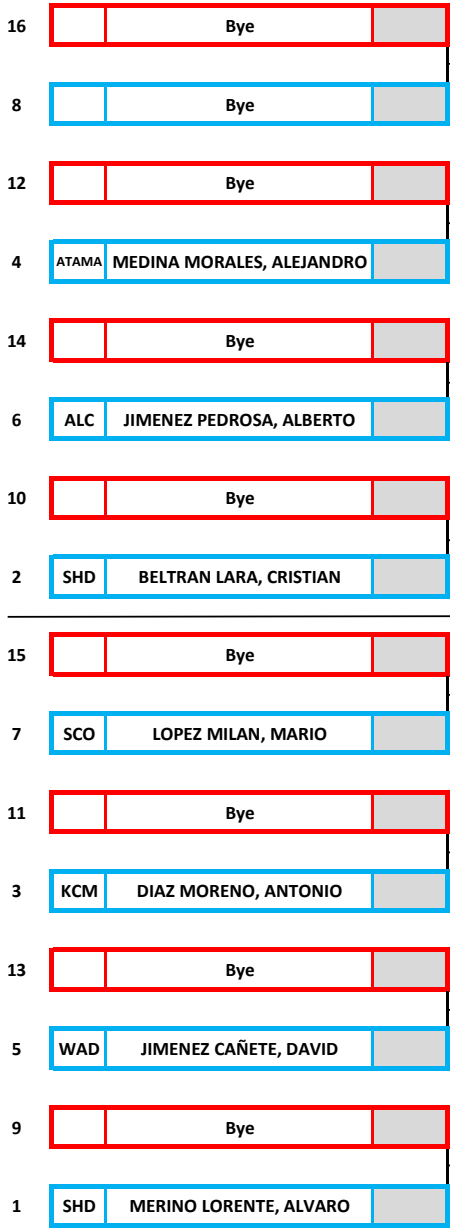 16 Bye
8 Bye
12 Bye
4 ATAMA MEDINA MORALES, ALEJANDRO
14 Bye
6 ALC JIMENEZ PEDROSA, ALBERTO
10 Bye
2 SHD BELTRAN LARA, CRISTIAN
15 Bye
7 SCO LOPEZ MILAN, MARIO
11 Bye
3 KCM DIAZ MORENO, ANTONIO
13 Bye
5 WAD JIMENEZ CAÑETE, DAVID
9 Bye
1 SHD MERINO LORENTE, ALVARO